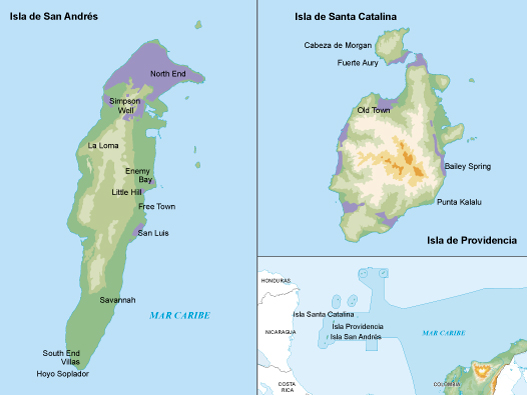 Isla de San Andrés
North End
Simpson
Well
La Loma
Enemy
Bay
Little Hill
Free Town
San Luis
Savannah
MAR CARIBE
South End
Villas
Hoyo Soplador
Isla de Santa Catalina
Cabeza de Morgan
Fuerte Aury
Old Town
Bailey Spring
Punta Kalalu
Isla de Providencia
HONDURAS
Isla Santa Catalina
Isla Providencia
Isla San Andrés
NICARAGUA
MAR CARIBE
COSTA
RICA
COLOMBIA